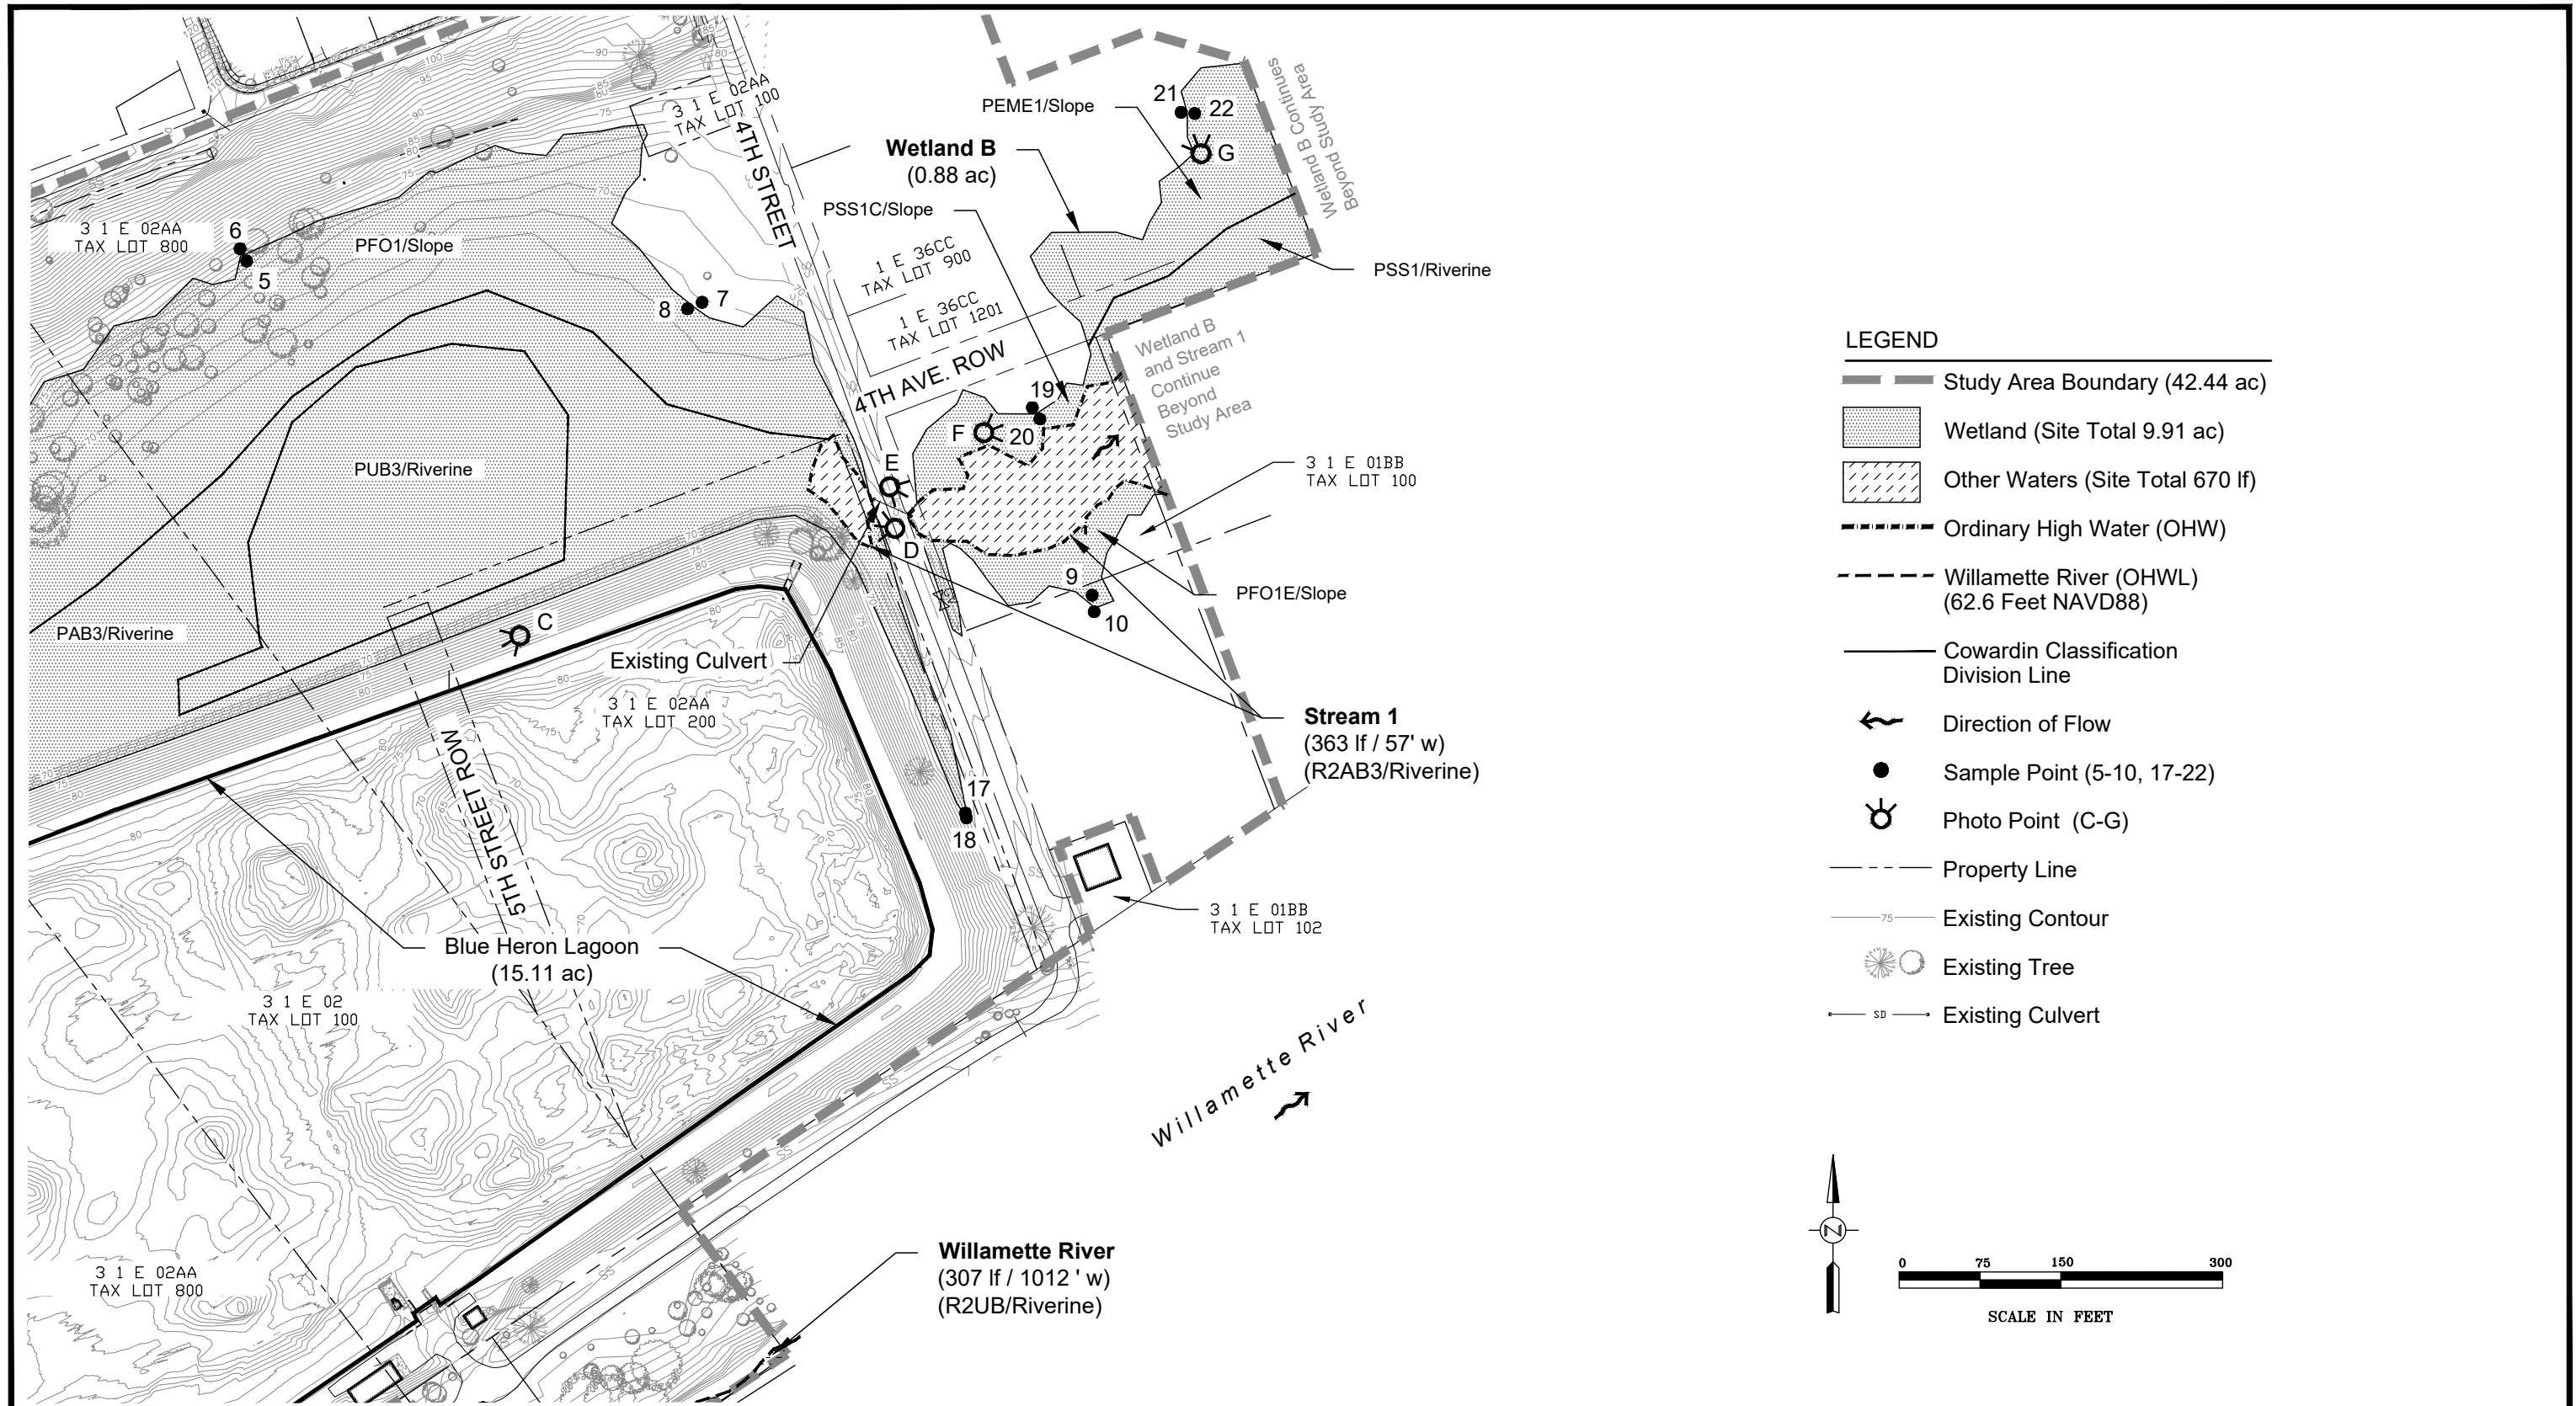 3 1 E 02AA
TAX LOT 100
4TH STREET
3 1 E 02AA
TAX LOT 800
6
5
PFO1/Slope
8
7
Wetland B
(0.88 ac)
PEME1/Slope
PSS1C/Slope
21
22
G
Wetland B Continues
Beyond Study Area
PSS1/Riverine
1 E 36CC
TAX LOT 900
1 E 36CC
TAX LOT 1201
4TH AVE. ROW
Wetland B
and Stream 1
Continue
Beyond
Study Area
19
F
20
E
D
3 1 E 01BB
TAX LOT 100
PFO1E/Slope
9
10
PUB3/Riverine
PAB3/Riverine
C
Existing Culvert
3 1 E 02AA
TAX LOT 200
5TH STREET ROW
Stream 1
(363 lf / 57' w)
(R2AB3/Riverine)
17
18
3 1 E 01BB
TAX LOT 102
Blue Heron Lagoon
(15.11 ac)
3 1 E 02
TAX LOT 100
Willamette River
3 1 E 02AA
TAX LOT 800
Willamette River
(307 lf / 1012 ' w)
(R2UB/Riverine)
LEGEND
Study Area Boundary (42.44 ac)
Wetland (Site Total 9.91 ac)
Other Waters (Site Total 670 lf)
Ordinary High Water (OHW)
Willamette River (OHWL)
(62.6 Feet NAVD88)
Cowardin Classification
Division Line
Direction of Flow
Sample Point (5-10, 17-22)
Photo Point (C-G)
Property Line
75 Existing Contour
Existing Tree
SD Existing Culvert
N
0 75 150 300
SCALE IN FEET